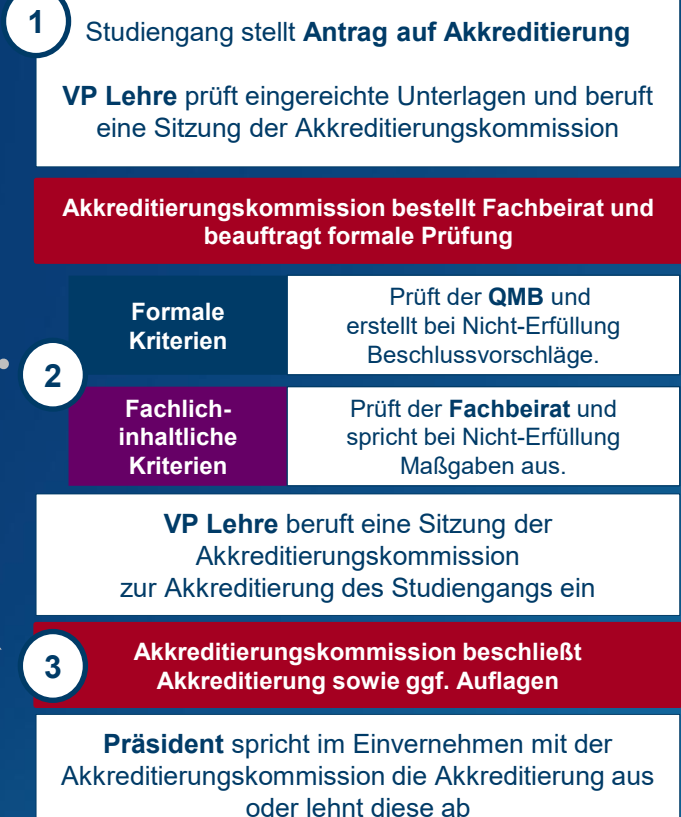 1
Studiengang stellt Antrag auf Akkreditierung
VP Lehre prüft eingereichte Unterlagen und beruft
eine Sitzung der Akkreditierungskommission
Akkreditierungskommission bestellt Fachbeirat und
beauftragt formale Prüfung
2
Formale
Kriterien
Prüft der QMB und
erstellt bei Nicht-Erfüllung
Beschlussvorschläge.
Fachlich-
inhaltliche
Kriterien
Prüft der Fachbeirat und
spricht bei Nicht-Erfüllung
Maßgaben aus.
VP Lehre beruft eine Sitzung der
Akkreditierungskommission
zur Akkreditierung des Studiengangs ein
3
Akkreditierungskommission beschließt
Akkreditierung sowie ggf. Auflagen
Präsident spricht im Einvernehmen mit der
Akkreditierungskommission die Akkreditierung aus
oder lehnt diese ab